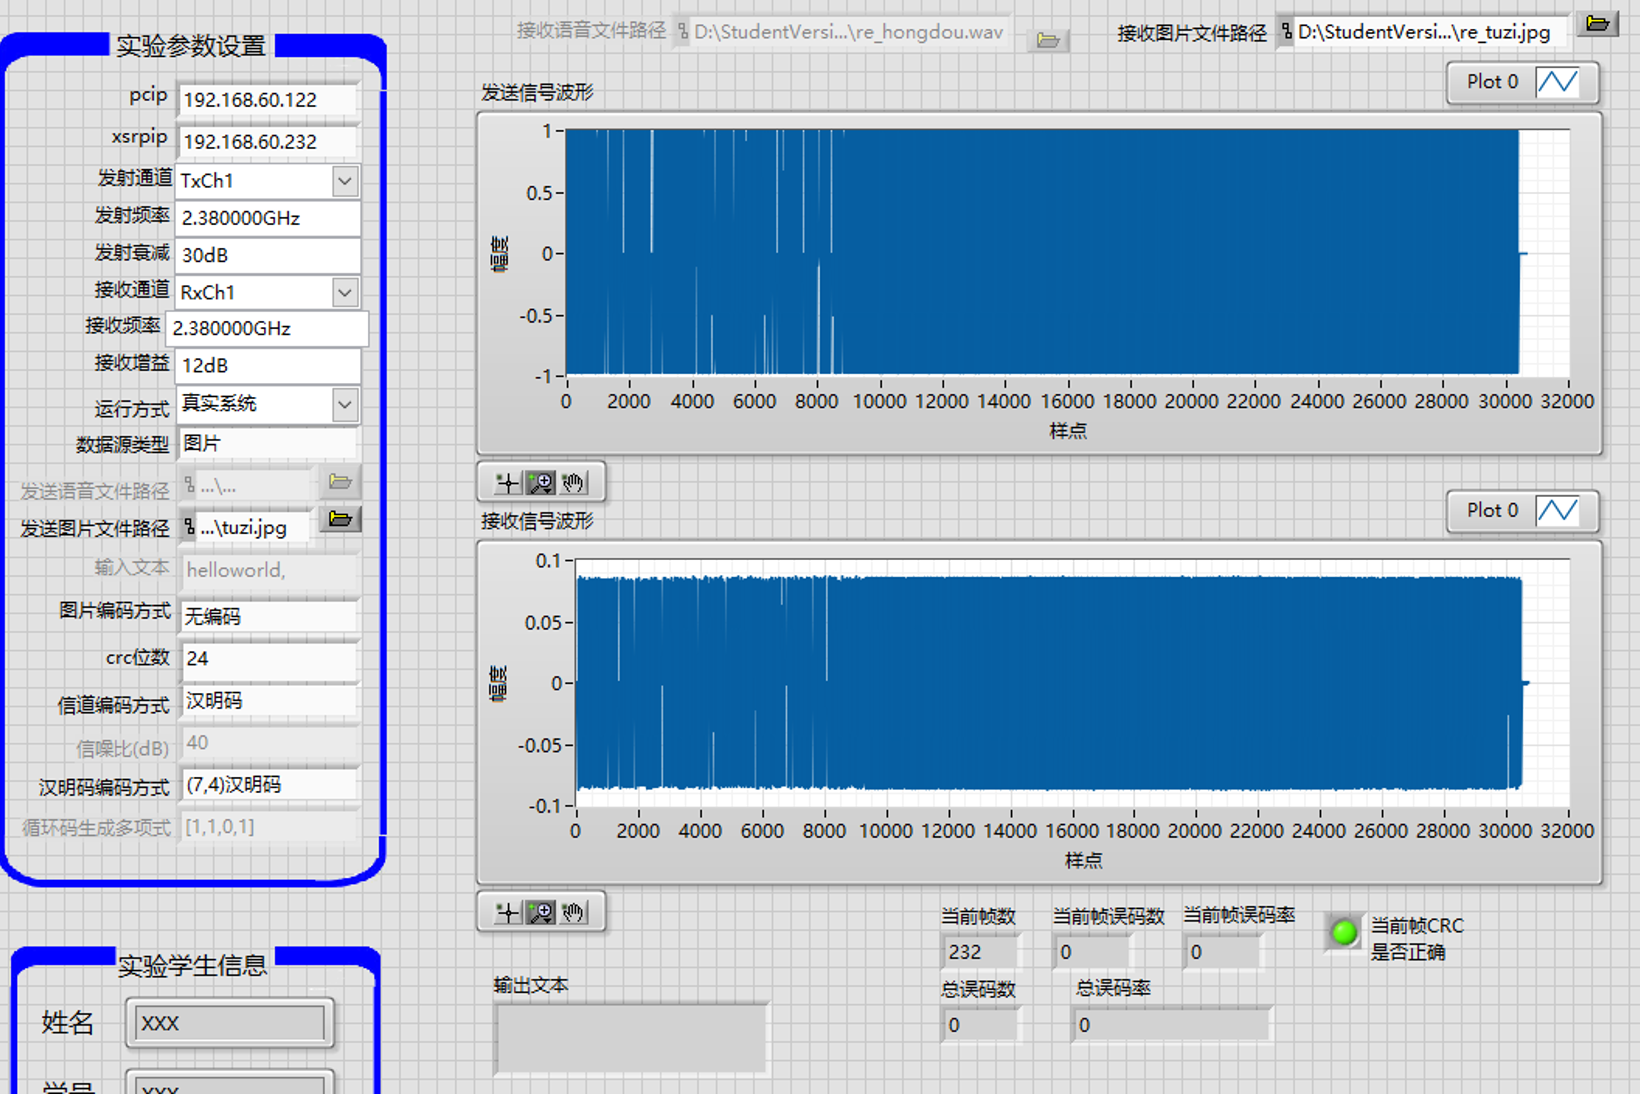 接收语音文件路径 D:\StudentVersi...\re_hongdou.wav
接收图片文件路径 D:\StudentVersi...\re_tuzi.jpg
实验参数设置
pcip 192.168.60.122
xsrpip 192.168.60.232
发射通道 TxCh1
发射频率 2.380000GHz
发射衰减 30dB
接收通道 RxCh1
接收频率 2.380000GHz
接收增益 12dB
运行方式 真实系统
数据源类型 图片
发送语音文件路径 ...\...
发送图片文件路径 ...\tuzi.jpg
输入文本 helloworld,
图片编码方式 无编码
crc位数 24
信道编码方式 汉明码
信噪比(dB) 40
汉明码编码方式 (7,4)汉明码
循环码生成多项式 [1,1,0,1]
实验学生信息
姓名 XXX
学号 XXX
发送信号波形
Plot 0
幅度
1
0.5
0
-0.5
-1
0 2000 4000 6000 8000 10000 12000 14000 16000 18000 20000 22000 24000 26000 28000 30000 32000
样点
接收信号波形
Plot 0
幅度
0.1
0.05
0
-0.05
-0.1
0 2000 4000 6000 8000 10000 12000 14000 16000 18000 20000 22000 24000 26000 28000 30000 32000
样点
当前帧数 当前帧误码数 当前帧误码率
232 0 0
当前帧CRC
是否正确
总误码数 总误码率
0 0
输出文本